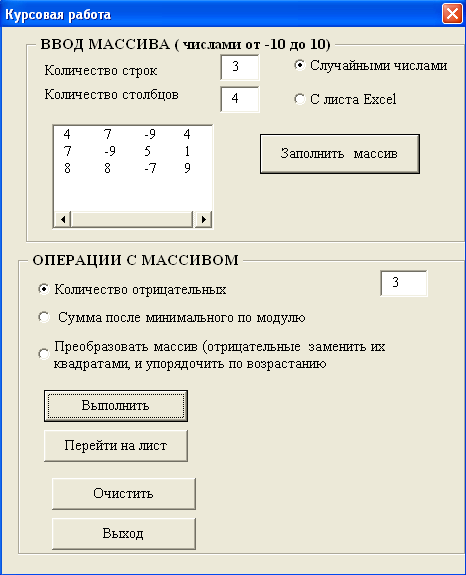 Курсовая работа
ВВОД МАССИВА ( числами от -10 до 10)
Количество строк 3
Случайными числами
Количество столбцов 4
С листа Excel
4 7 -9 4
7 -9 5 1
8 8 -7 9
Заполнить массив
ОПЕРАЦИИ С МАССИВОМ
Количество отрицательных 3
Сумма после минимального по модулю
Преобразовать массив (отрицательные заменить их
квадратами, и упорядочить по возрастанию
Выполнить
Перейти на лист
Очистить
Выход